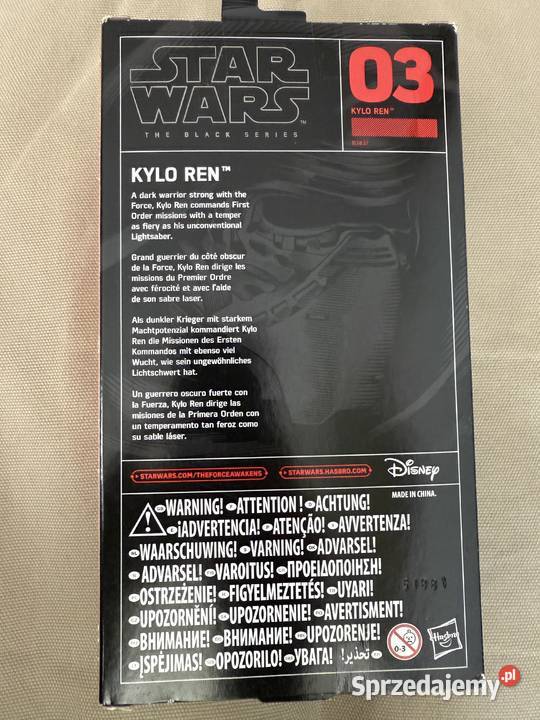 STAR
WARS™
THE BLACK SERIES
03
KYLO REN™
KYLO REN™
A dark warrior strong with the
Force, Kylo Ren commands First
Order missions with a temper
as fiery as his unconventional
Lightsaber.
Grand guerrier du côté obscur
de la Force, Kylo Ren dirige les
missions du Premier Ordre
avec férocité et avec l'aide
de son sabre laser.
Als dunkler Krieger mit starkem
Machtpotenzial kommandiert Kylo
Ren die Missionen des Ersten
Kommandos mit ebenso viel
Wucht, wie sein ungewöhnliches
Lichtschwert hat.
Un guerrero oscuro fuerte con
la Fuerza, Kylo Ren dirige las
misiones de la Primera Orden con
un temperamento tan feroz como
su sable láser.
STARWARS.COM/THEFORCEAWAKENS
STARWARS.HASBRO.COM
Disney
MADE IN CHINA.
WARNING! ATTENTION ! ACHTUNG!
¡ADVERTENCIA! ATENÇÃO! AVVERTENZA!
WAARSCHUWING! VARNING! ADVARSEL!
ADVARSEL! VAROITUS! ΠΡΟΕΙΔΟΠΟΙΗΣΗ!
OSTRZEŻENIE! FIGYELMEZTETÉS! UYARI!
UPOZORNĚNÍ! UPOZORNENIE! AVERTISMENT!
ВНИМАНИЕ! ВНИМАНИЕ! UPOZORENJE!
ĮSPĖJIMAS! OPOZORILO! УВАГА! تحذير!
0-3
Hasbro
Sprzedajemy.pl